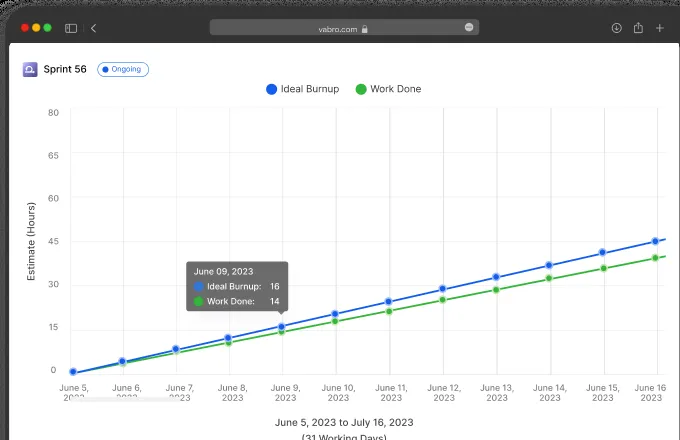 vabro.com
Sprint 56
Ongoing
Ideal Burnup
Work Done
80
65
60
45
30
15
0
Estimate (Hours)
June 09, 2023
Ideal Burnup: 16
Work Done: 14
June 5, 2023
June 6, 2023
June 7, 2023
June 8, 2023
June 9, 2023
June 10, 2023
June 11, 2023
June 12, 2023
June 13, 2023
June 14, 2023
June 15, 2023
June 16 2023
June 5, 2023 to July 16, 2023
(31 Working Days)